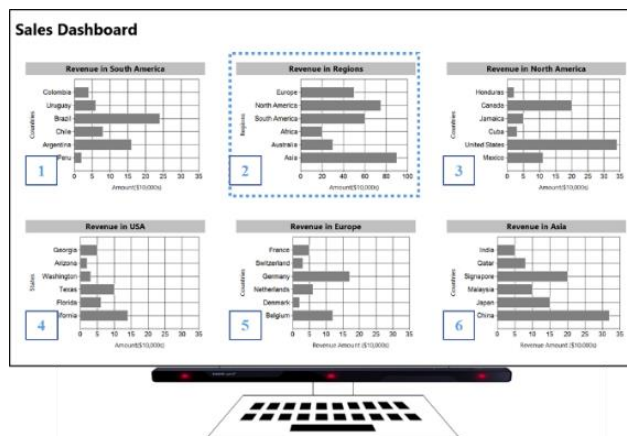 Sales Dashboard
Revenue in South America
Countries
Colombia
Uruguay
Brazil
Chile
Argentina
Peru
1
0 5 10 15 20 25 30 35
Amount($10,000s)
Revenue in Regions
Regions
Europe
North America
South America
Africa
Australia
Asia
2
0 20 40 60 80 100
Amount($10,000s)
Revenue in North America
Countries
Honduras
Canada
Jamaica
Cuba
United States
Mexico
3
0 5 10 15 20 25 30 35
Amount($10,000s)
Revenue in USA
States
Georgia
Arizona
Washington
Texas
Florida
ifornia
4
0 5 10 15 20 25 30 35
Amount($10,000s)
Revenue in Europe
Countries
France
Switzerland
Germany
Netherlands
Denmark
Belgium
5
0 5 10 15 20 25 30 35
Revenue Amount ($10,000s)
Revenue in Asia
Countries
India
Qatar
Signapore
Malaysia
Japan
China
6
0 5 10 15 20 25 30 35
Revenue Amount ($10,000s)